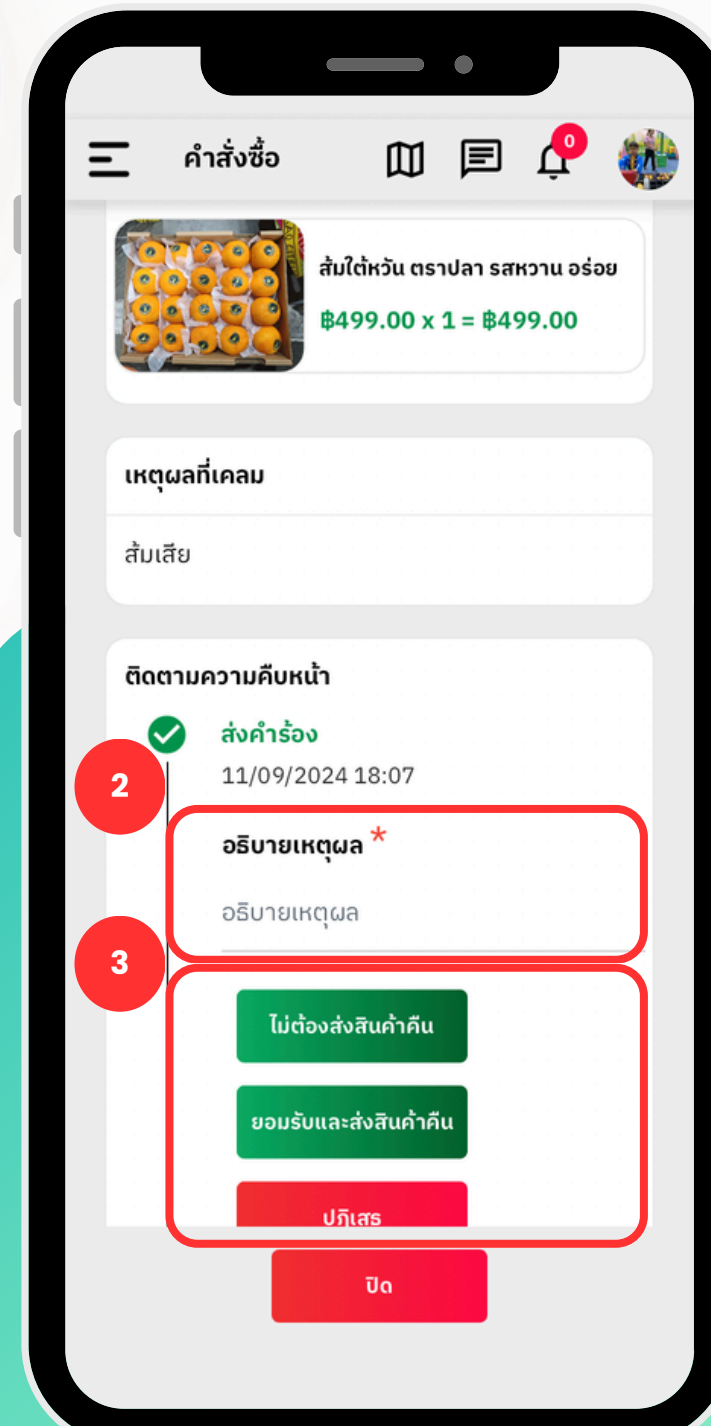 คำสั่งซื้อ
0
ส้มใต้หวัน ตราปลา รสหวาน อร่อย
฿499.00 x 1 = ฿499.00
เหตุผลที่เคลม
ส้มเสีย
ติดตามความคืบหน้า
ส่งคำร้อง
11/09/2024 18:07
2
อธิบายเหตุผล *
อธิบายเหตุผล
3
ไม่ต้องส่งสินค้าคืน
ยอมรับและส่งสินค้าคืน
ปฏิเสธ
ปิด